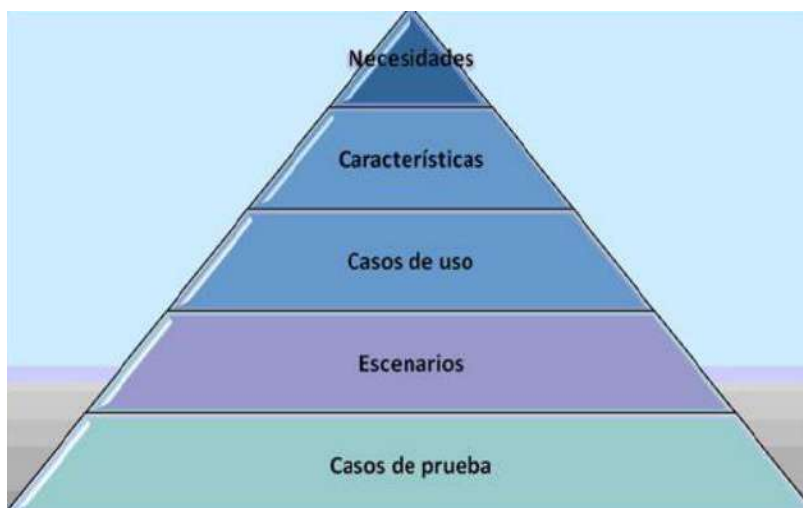 Necesidades
Características
Casos de uso
Escenarios
Casos de prueba